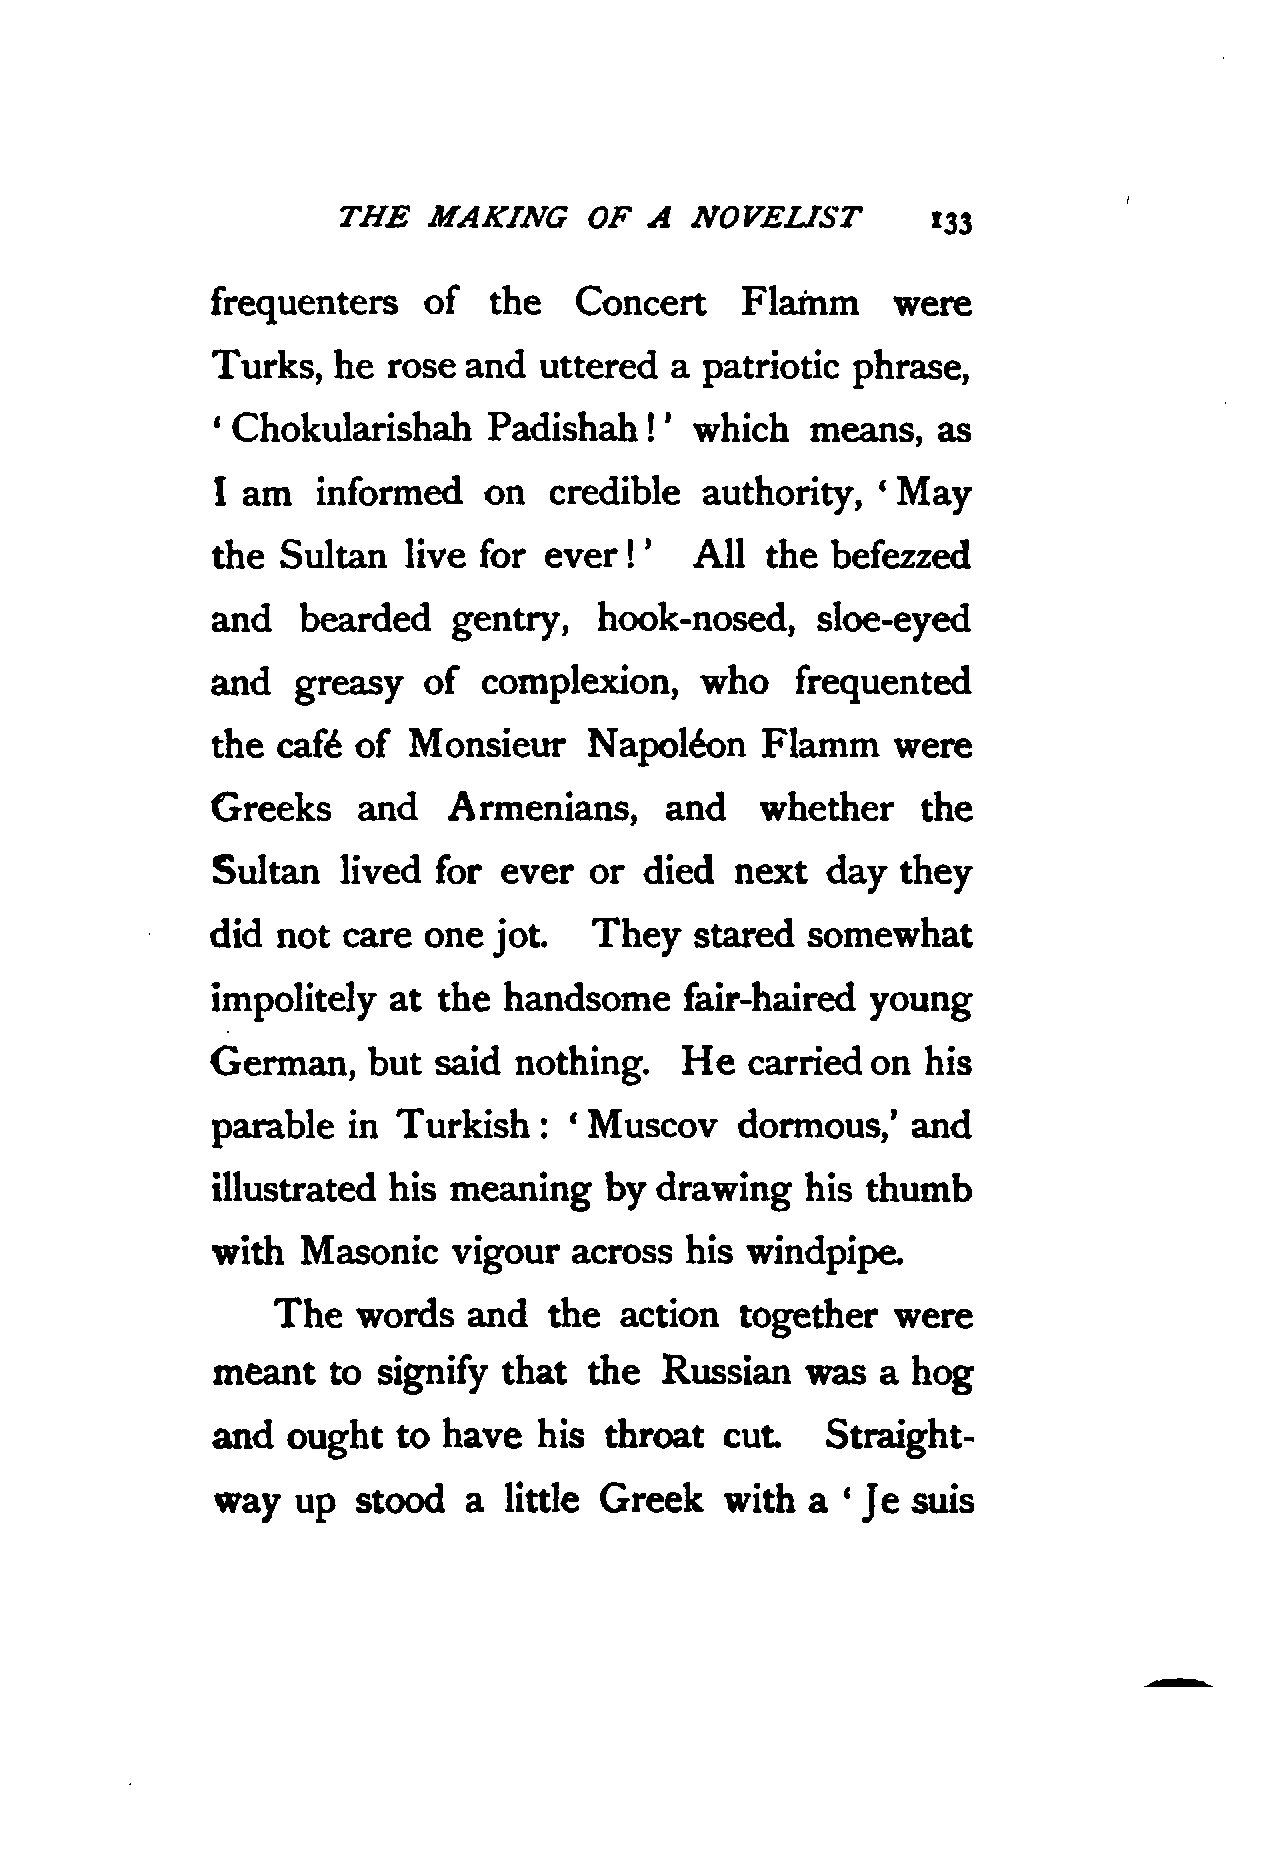 THE MAKING OF A NOVELIST 133
frequenters of the Concert Flamm were
Turks, he rose and uttered a patriotic phrase,
‘ Chokularishah Padishah ! ’ which means, as
I am informed on credible authority, ‘ May
the Sultan live for ever ! ’ All the befezzed
and bearded gentry, hook-nosed, sloe-eyed
and greasy of complexion, who frequented
the café of Monsieur Napoléon Flamm were
Greeks and Armenians, and whether the
Sultan lived for ever or died next day they
did not care one jot. They stared somewhat
impolitely at the handsome fair-haired young
German, but said nothing. He carried on his
parable in Turkish : ‘ Muscov dormous,’ and
illustrated his meaning by drawing his thumb
with Masonic vigour across his windpipe.
The words and the action together were
meant to signify that the Russian was a hog
and ought to have his throat cut. Straight-
way up stood a little Greek with a ‘ Je suis